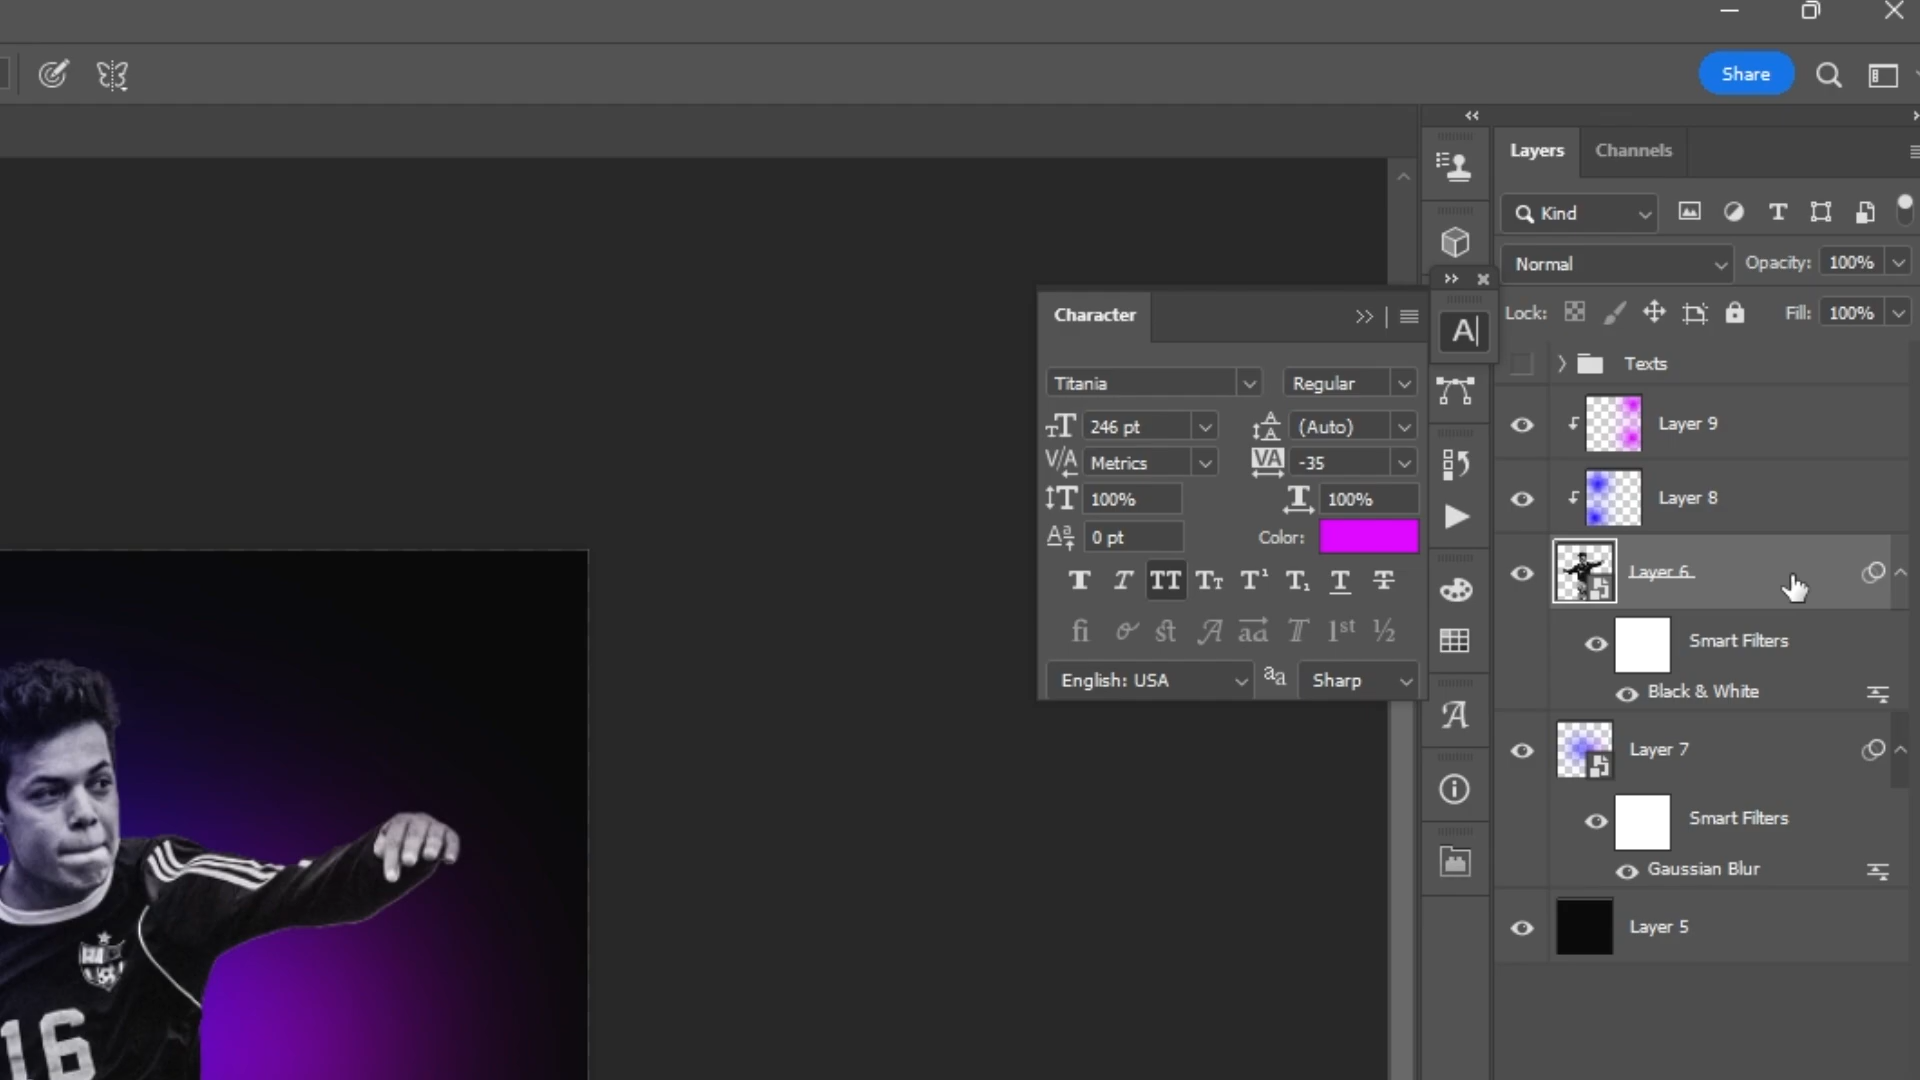 Share
Layers
Channels
Kind
Normal
Opacity:
100%
Lock:
Fill:
100%
Character
Titania
Regular
246 pt
(Auto)
Metrics
-35
100%
100%
0 pt
Color:
English: USA
Sharp
Texts
Layer 9
Layer 8
Layer 6
Smart Filters
Black & White
Layer 7
Smart Filters
Gaussian Blur
Layer 5
16